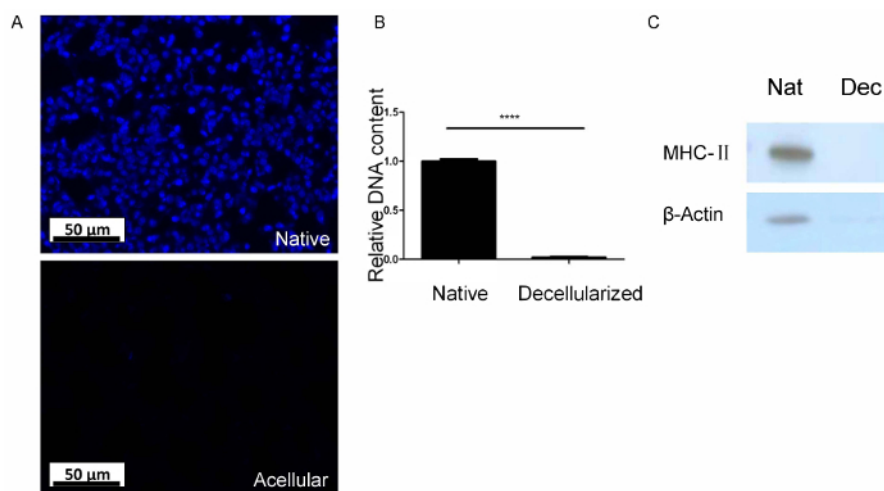 A
50 µm
Native
50 µm
Acellular
B
Relative DNA content
1.5
1.0
0.5
0.0
****
Native Decellularized
C
Nat Dec
MHC-Ⅱ
β-Actin